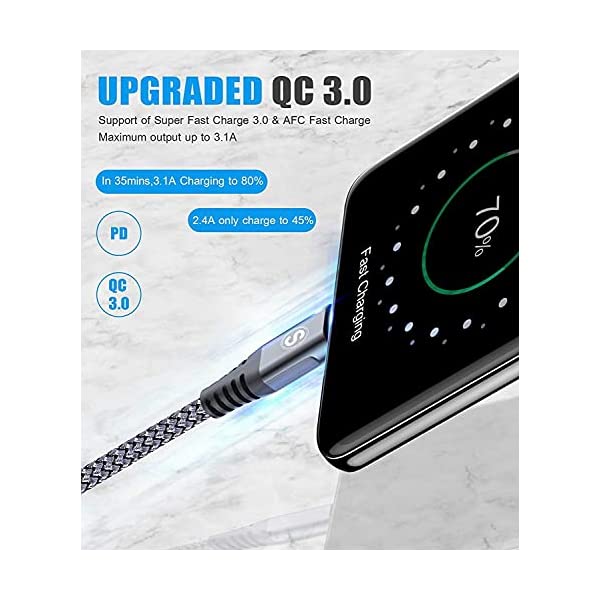 UPGRADED QC 3.0
Support of Super Fast Charge 3.0 & AFC Fast Charge
Maximum output up to 3.1A
In 35mins,3.1A Charging to 80%
2.4A only charge to 45%
PD
QC
3.0
S
70%
Fast Charging